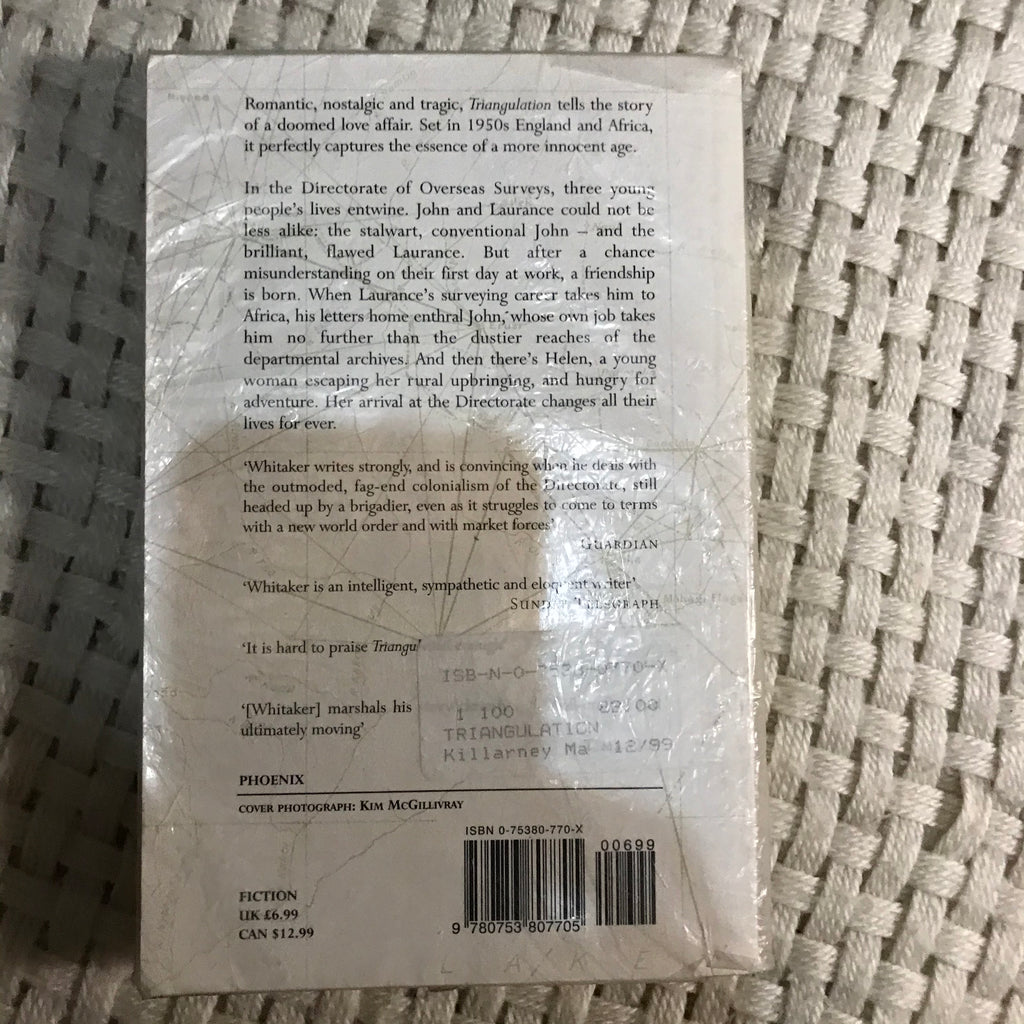 Romantic, nostalgic and tragic, Triangulation tells the story
of a doomed love affair. Set in 1950s England and Africa,
it perfectly captures the essence of a more innocent age.
In the Directorate of Overseas Surveys, three young
people's lives entwine. John and Laurance could not be
less alike: the stalwart, conventional John – and the
brilliant, flawed Laurance. But after a chance
misunderstanding on their first day at work, a friendship
is born. When Laurance's surveying career takes him to
Africa, his letters home enthral John, whose own job takes
him no further than the dustier reaches of the
departmental archives. And then there's Helen, a young
woman escaping her rural upbringing, and hungry for
adventure. Her arrival at the Directorate changes all their
lives for ever.
'Whitaker writes strongly, and is convincing when he deals with
the outmoded, fag-end colonialism of the Directorate, still
headed up by a brigadier, even as it struggles to come to terms
with a new world order and with market forces'
GUARDIAN
'Whitaker is an intelligent, sympathetic and eloquent writer'
SUNDAY TELEGRAPH
'It is hard to praise Triangul
ISB-N-0-
'[Whitaker] marshals his
1 100
ultimately moving'
TRIANGULATION
Killarney Ma 12/99
PHOENIX
COVER PHOTOGRAPH: KIM MCGILLIVRAY
ISBN 0-75380-770-X
00699
FICTION
UK £6.99
CAN $12.99
9 780753 807705
L A K E